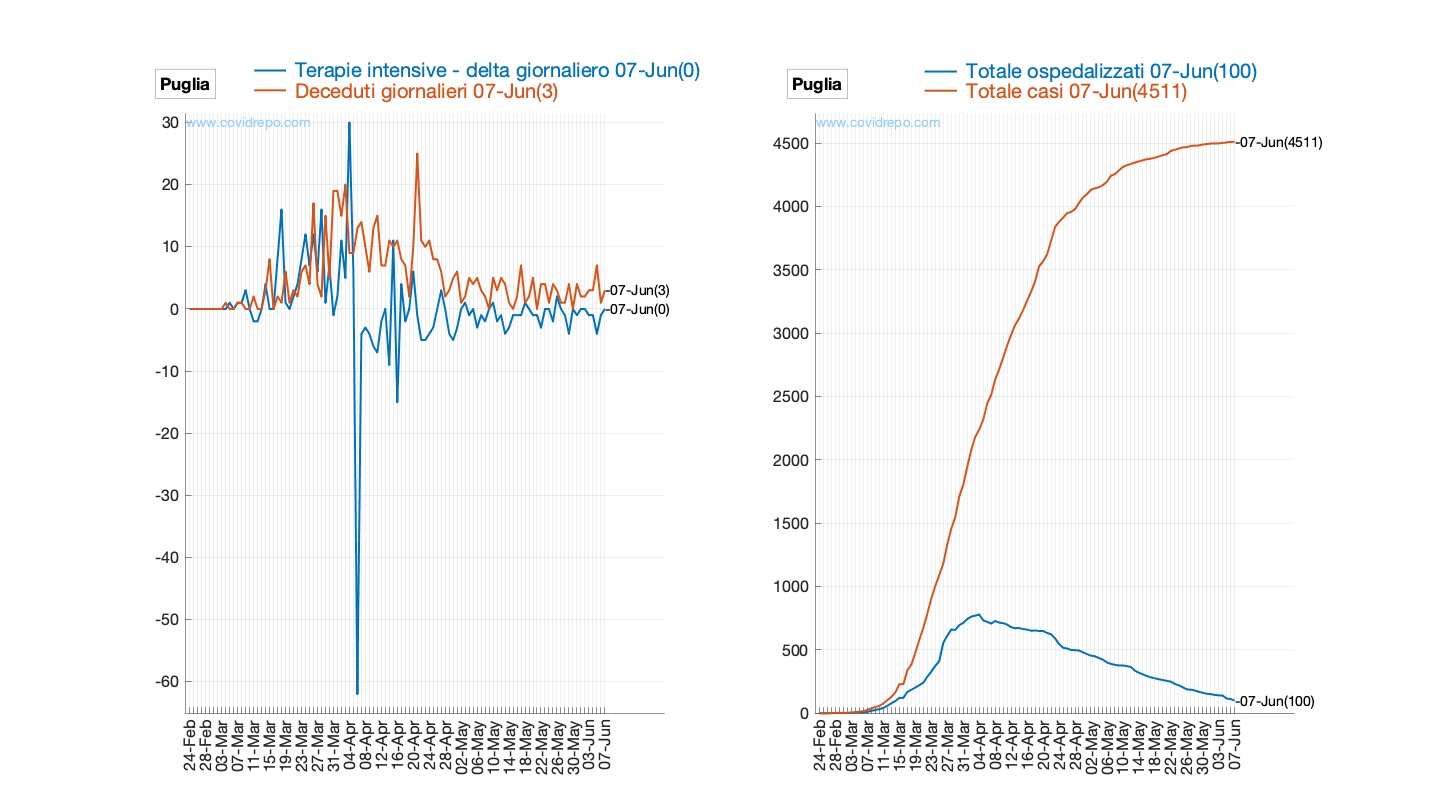 Puglia
Terapie intensive - delta giornaliero 07-Jun(0)
Deceduti giornalieri 07-Jun(3)
www.covidrepo.com
30
20
10
0
-10
-20
-30
-40
-50
-60
-07-Jun(3)
-07-Jun(0)
24-Feb
28-Feb
03-Mar
07-Mar
11-Mar
15-Mar
19-Mar
23-Mar
27-Mar
31-Mar
04-Apr
08-Apr
12-Apr
16-Apr
20-Apr
24-Apr
28-Apr
02-May
06-May
10-May
14-May
18-May
22-May
26-May
30-May
03-Jun
07-Jun
Puglia
Totale ospedalizzati 07-Jun(100)
Totale casi 07-Jun(4511)
www.covidrepo.com
4500
4000
3500
3000
2500
2000
1500
1000
500
0
-07-Jun(4511)
-07-Jun(100)
24-Feb
28-Feb
03-Mar
07-Mar
11-Mar
15-Mar
19-Mar
23-Mar
27-Mar
31-Mar
04-Apr
08-Apr
12-Apr
16-Apr
20-Apr
24-Apr
28-Apr
02-May
06-May
10-May
14-May
18-May
22-May
26-May
30-May
03-Jun
07-Jun